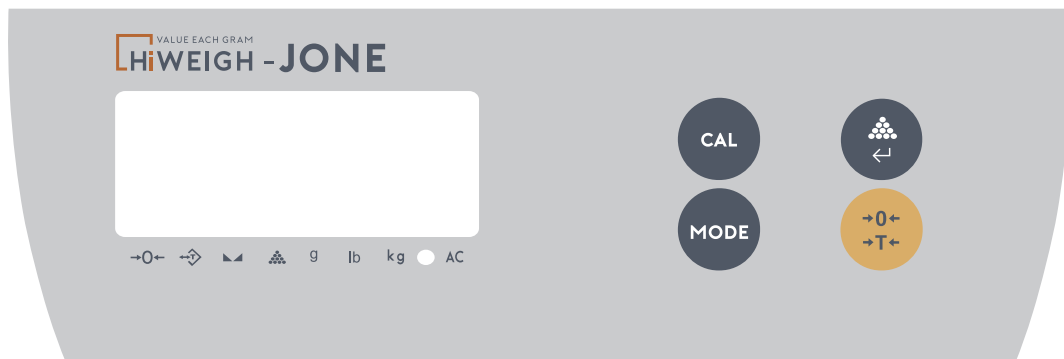 VALUE EACH GRAM
HiWEIGH - JONE
CAL
MODE
→0←
→T←
→0← T g lb kg AC